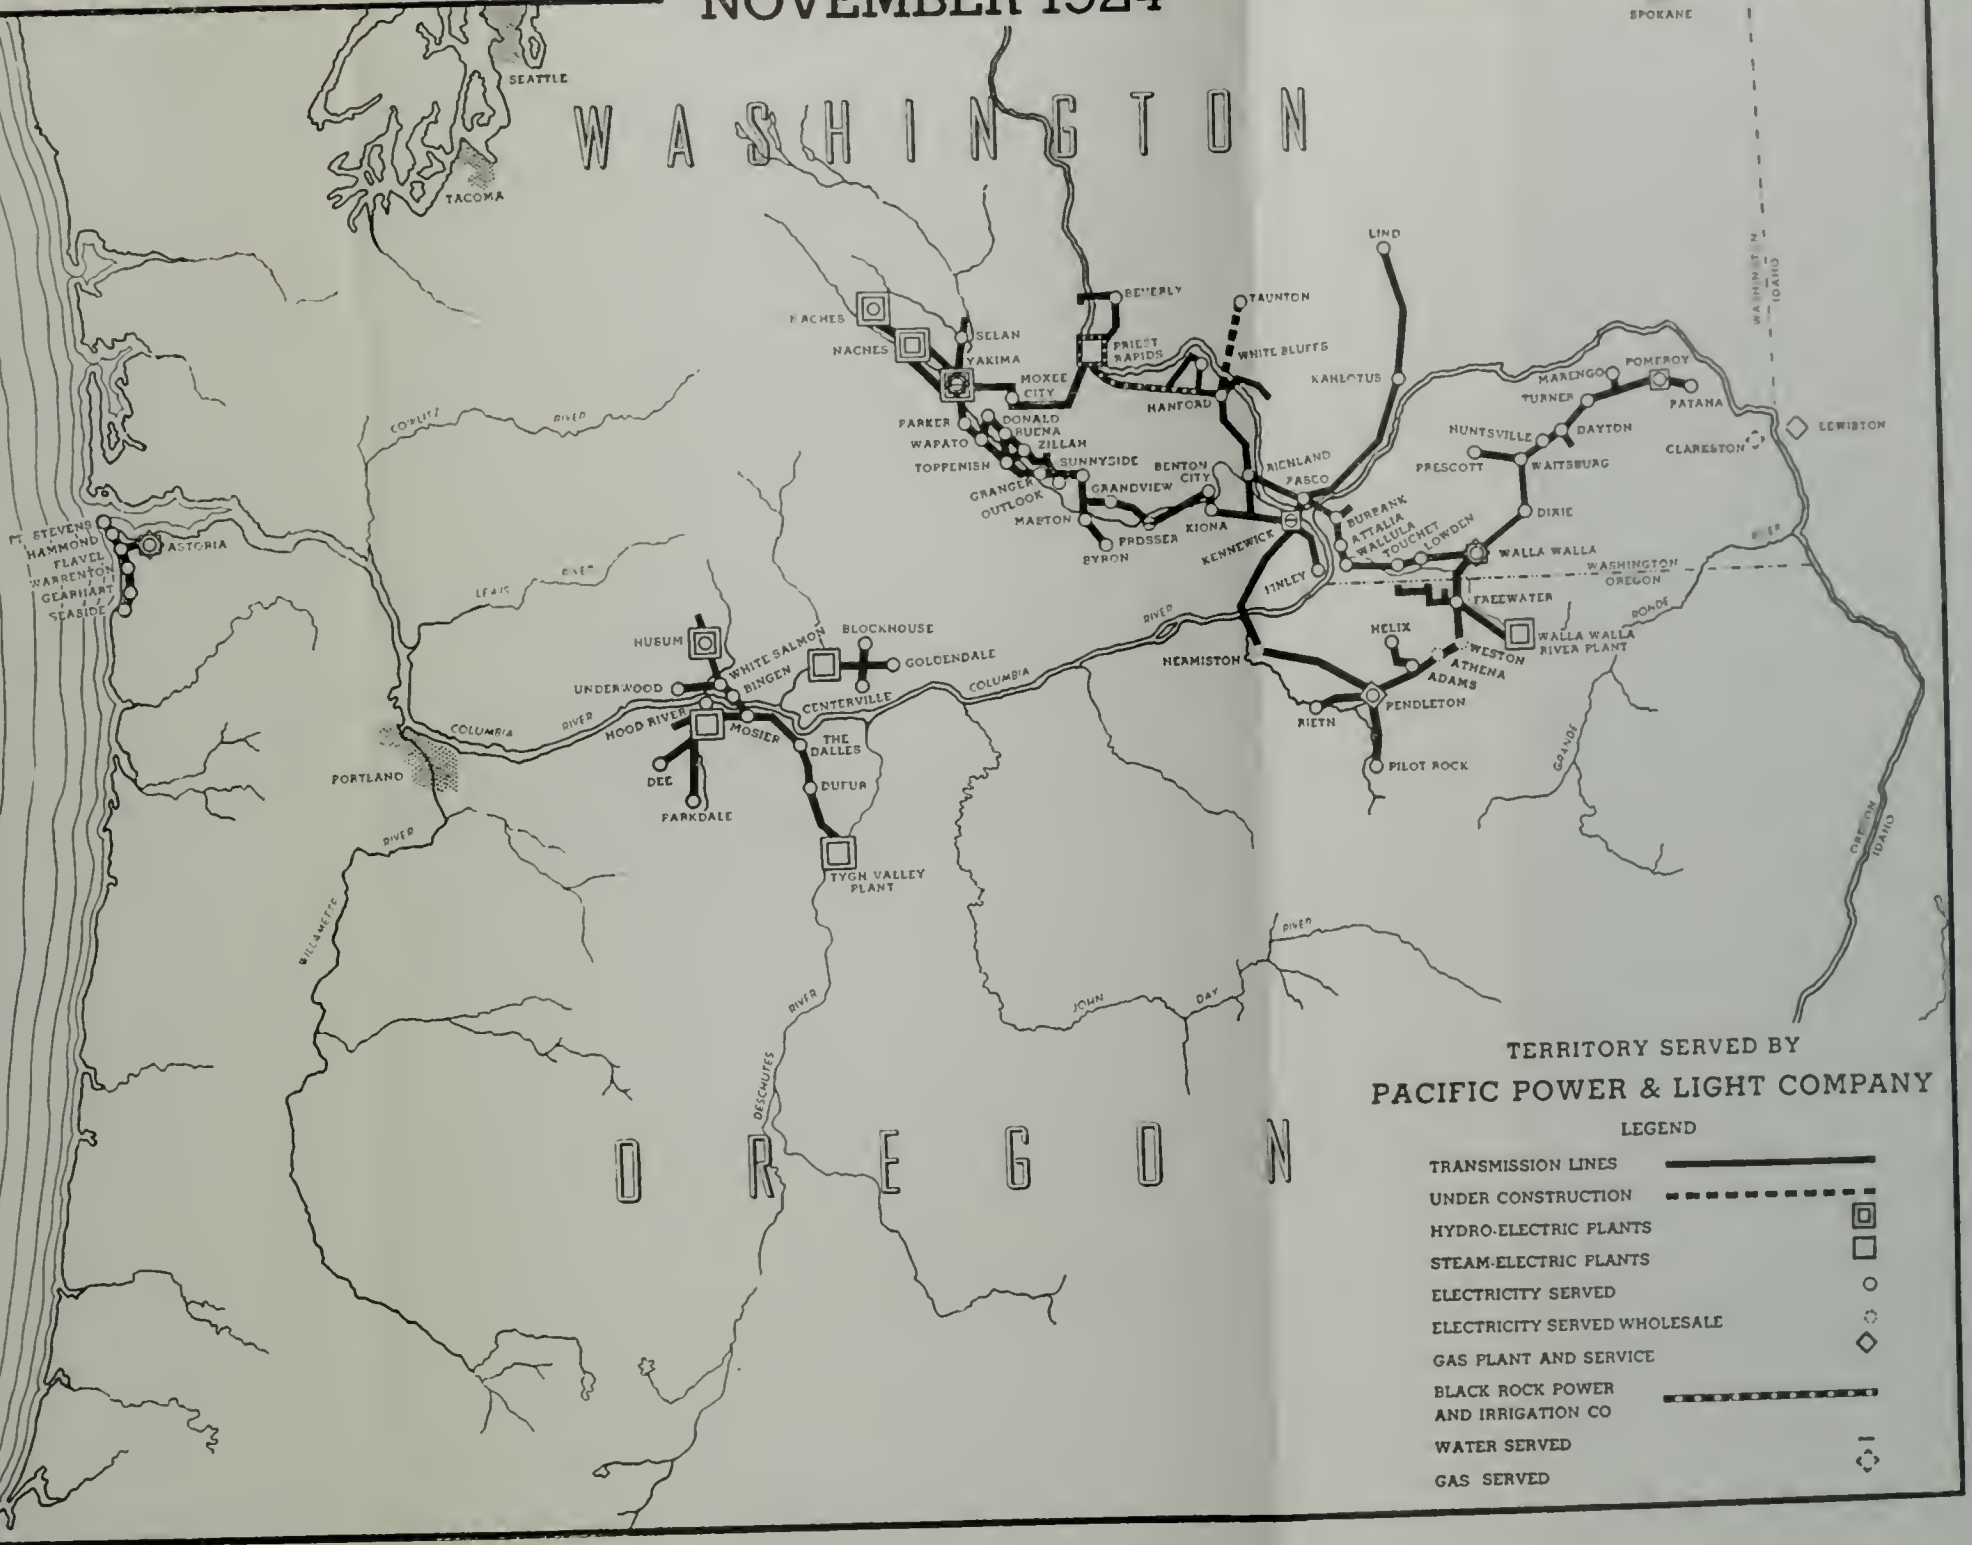 NOVEMBER 1924
SPOKANE
SEATTLE
WASHINGTON
TACOMA
WASHINGTON
IDAHO
LIND
BEVERLY
TAUNTON
NACHES
NACHES
SELAH
YAKIMA
PRIEST
RAPIDS
WHITE BLUFFS
MOXEE
CITY
HANFORD
KAHLOTUS
MARENGO
POMEROY
TURNER
PATAHA
PARKER
DONALD
BUENA
WAPATO
ZILLAH
TOPPENISH
SUNNYSIDE
GRANGER
OUTLOOK
GRANDVIEW
MABTON
BYRON
PROSSER
BENTON
CITY
KIONA
RICHLAND
PASCO
KENNEWICK
FINLEY
HUNTSVILLE
DAYTON
PRESCOTT
WAITSBURG
CLARKSTON
LEWISTON
DIXIE
BURBANK
ATTALIA
WALLULA
TOUCHET
LOWDEN
WALLA WALLA
WASHINGTON
OREGON
FREEWATER
WALLA WALLA
RIVER PLANT
COWLITZ
RIVER
FT. STEVENS
HAMMOND
FLAVEL
WARRENTON
GEARHART
SEASIDE
ASTORIA
LEWIS
RIVER
HUSUM
WHITE SALMON
BINGEN
UNDERWOOD
BLOCKHOUSE
GOLDENDALE
CENTERVILLE
HOOD RIVER
MOSIER
THE
DALLES
DEE
DUFUR
PARKDALE
TYGH VALLEY
PLANT
COLUMBIA
RIVER
COLUMBIA
RIVER
HERMISTON
HELIX
WESTON
ATHENA
ADAMS
PENDLETON
RIETH
PILOT ROCK
GRANDE
RONDE
RIVER
PORTLAND
WILLAMETTE
RIVER
DESCHUTES
RIVER
JOHN
DAY
RIVER
OREGON
IDAHO
OREGON
TERRITORY SERVED BY
PACIFIC POWER & LIGHT COMPANY
LEGEND
TRANSMISSION LINES
UNDER CONSTRUCTION
HYDRO-ELECTRIC PLANTS
STEAM-ELECTRIC PLANTS
ELECTRICITY SERVED
ELECTRICITY SERVED WHOLESALE
GAS PLANT AND SERVICE
BLACK ROCK POWER
AND IRRIGATION CO
WATER SERVED
GAS SERVED